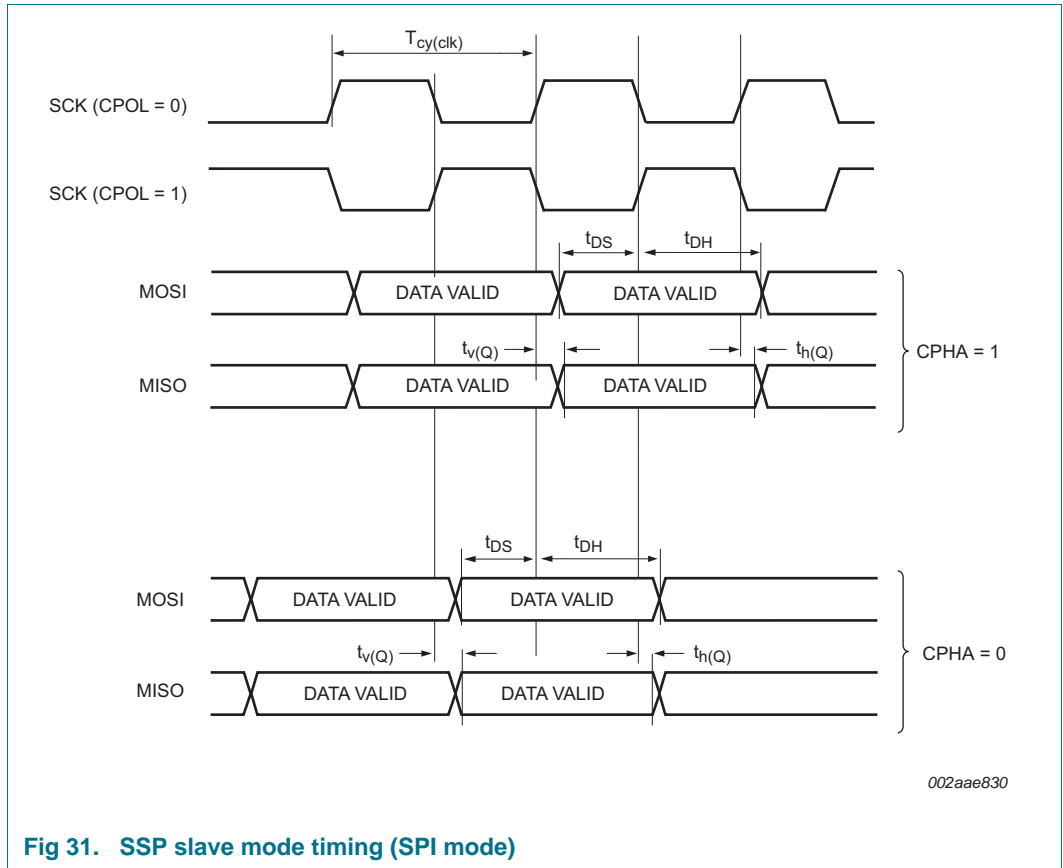 Tcy(clk)
SCK (CPOL = 0)
SCK (CPOL = 1)
tDS tDH
MOSI DATA VALID DATA VALID
tv(Q) th(Q)
CPHA = 1
MISO DATA VALID DATA VALID
tDS tDH
MOSI DATA VALID DATA VALID
tv(Q) th(Q)
CPHA = 0
MISO DATA VALID DATA VALID
002aae830
Fig 31. SSP slave mode timing (SPI mode)